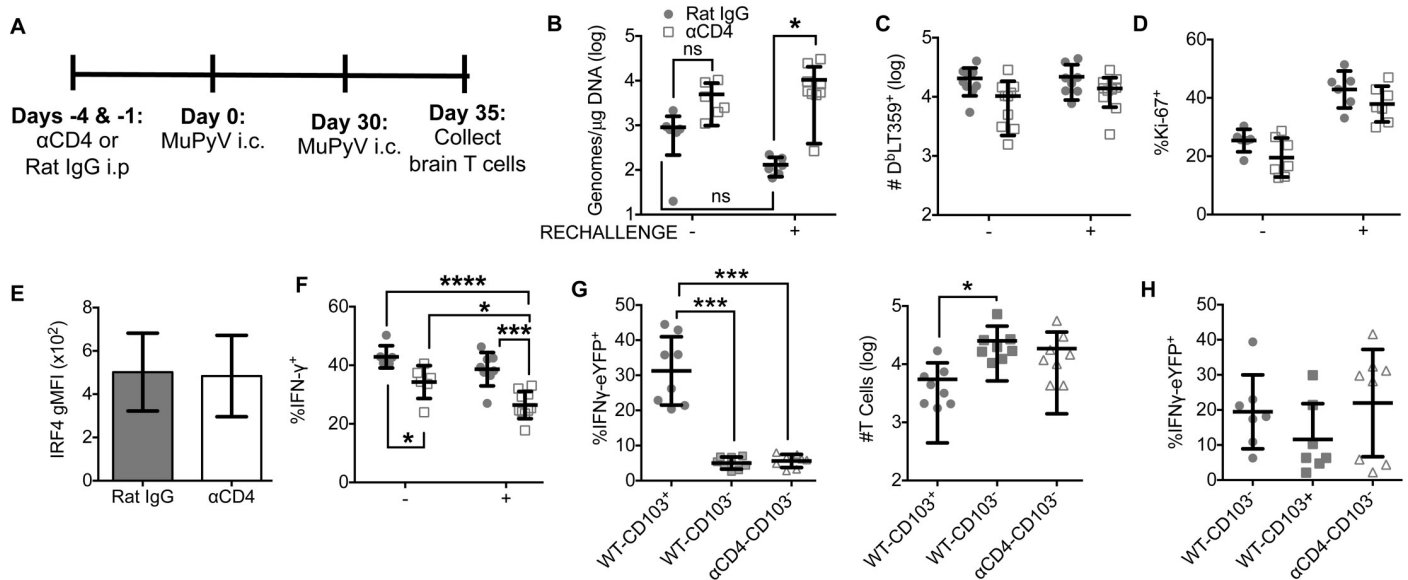 A
Days -4 & -1:
αCD4 or
Rat IgG i.p
Day 0:
MuPyV i.c.
Day 30:
MuPyV i.c.
Day 35:
Collect
brain T cells
B
Rat IgG
αCD4
Genomes/µg DNA (log)
5
4
3
2
1
ns
*
ns
RECHALLENGE
-
+
C
# DᵇLT359⁺ (log)
5
4
3
2
-
+
D
%Ki-67⁺
60
40
20
0
-
+
E
IRF4 gMFI (x10²)
8
6
4
2
0
Rat IgG
αCD4
F
%IFN-γ⁺
60
40
20
0
****
*
***
*
-
+
G
%IFNγ-eYFP⁺
50
40
30
20
10
0
***
***
WT-CD103⁺
WT-CD103⁻
αCD4-CD103⁻
#T Cells (log)
5
4
3
2
*
WT-CD103⁺
WT-CD103⁻
αCD4-CD103⁻
H
%IFNγ-eYFP⁺
50
40
30
20
10
0
WT-CD103⁻
WT-CD103⁺
αCD4-CD103⁻